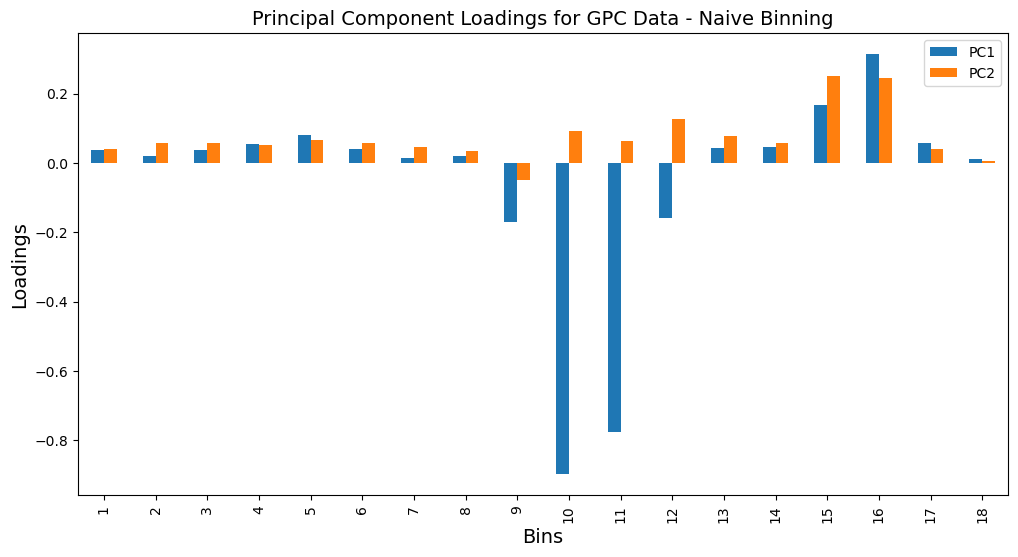 Principal Component Loadings for GPC Data - Naive Binning
PC1
PC2
0.2
0.0
−0.2
−0.4
−0.6
−0.8
Loadings
1 2 3 4 5 6 7 8 9 10 11 12 13 14 15 16 17 18
Bins